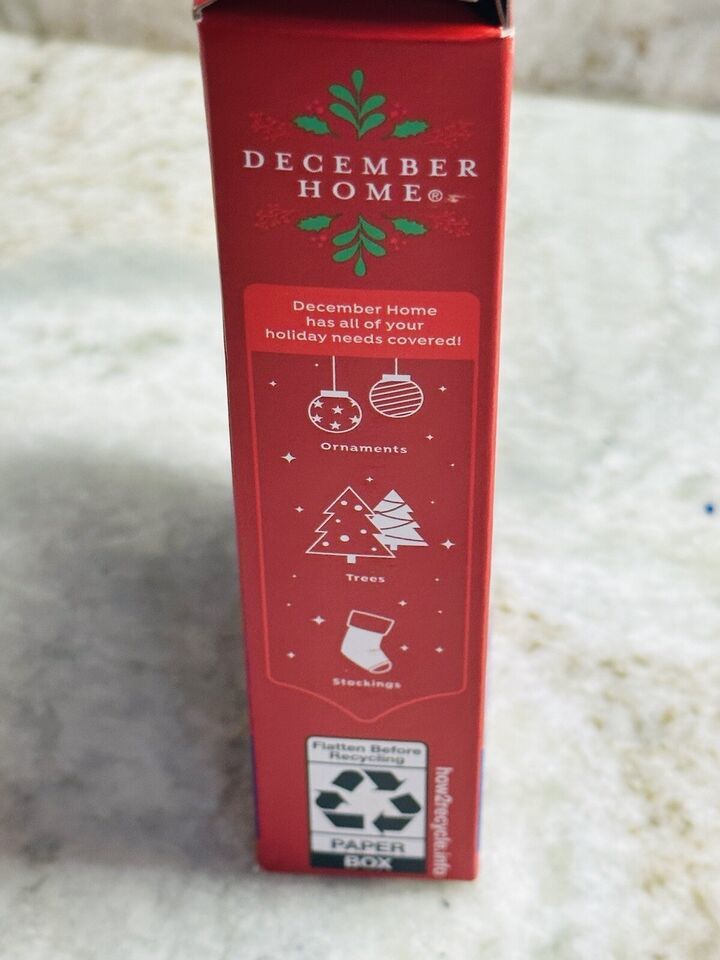 DECEMBER
HOME®
December Home
has all of your
holiday needs covered!
Ornaments
Trees
Stockings
Flatten Before
Recycling
PAPER
BOX
how2recycle.info